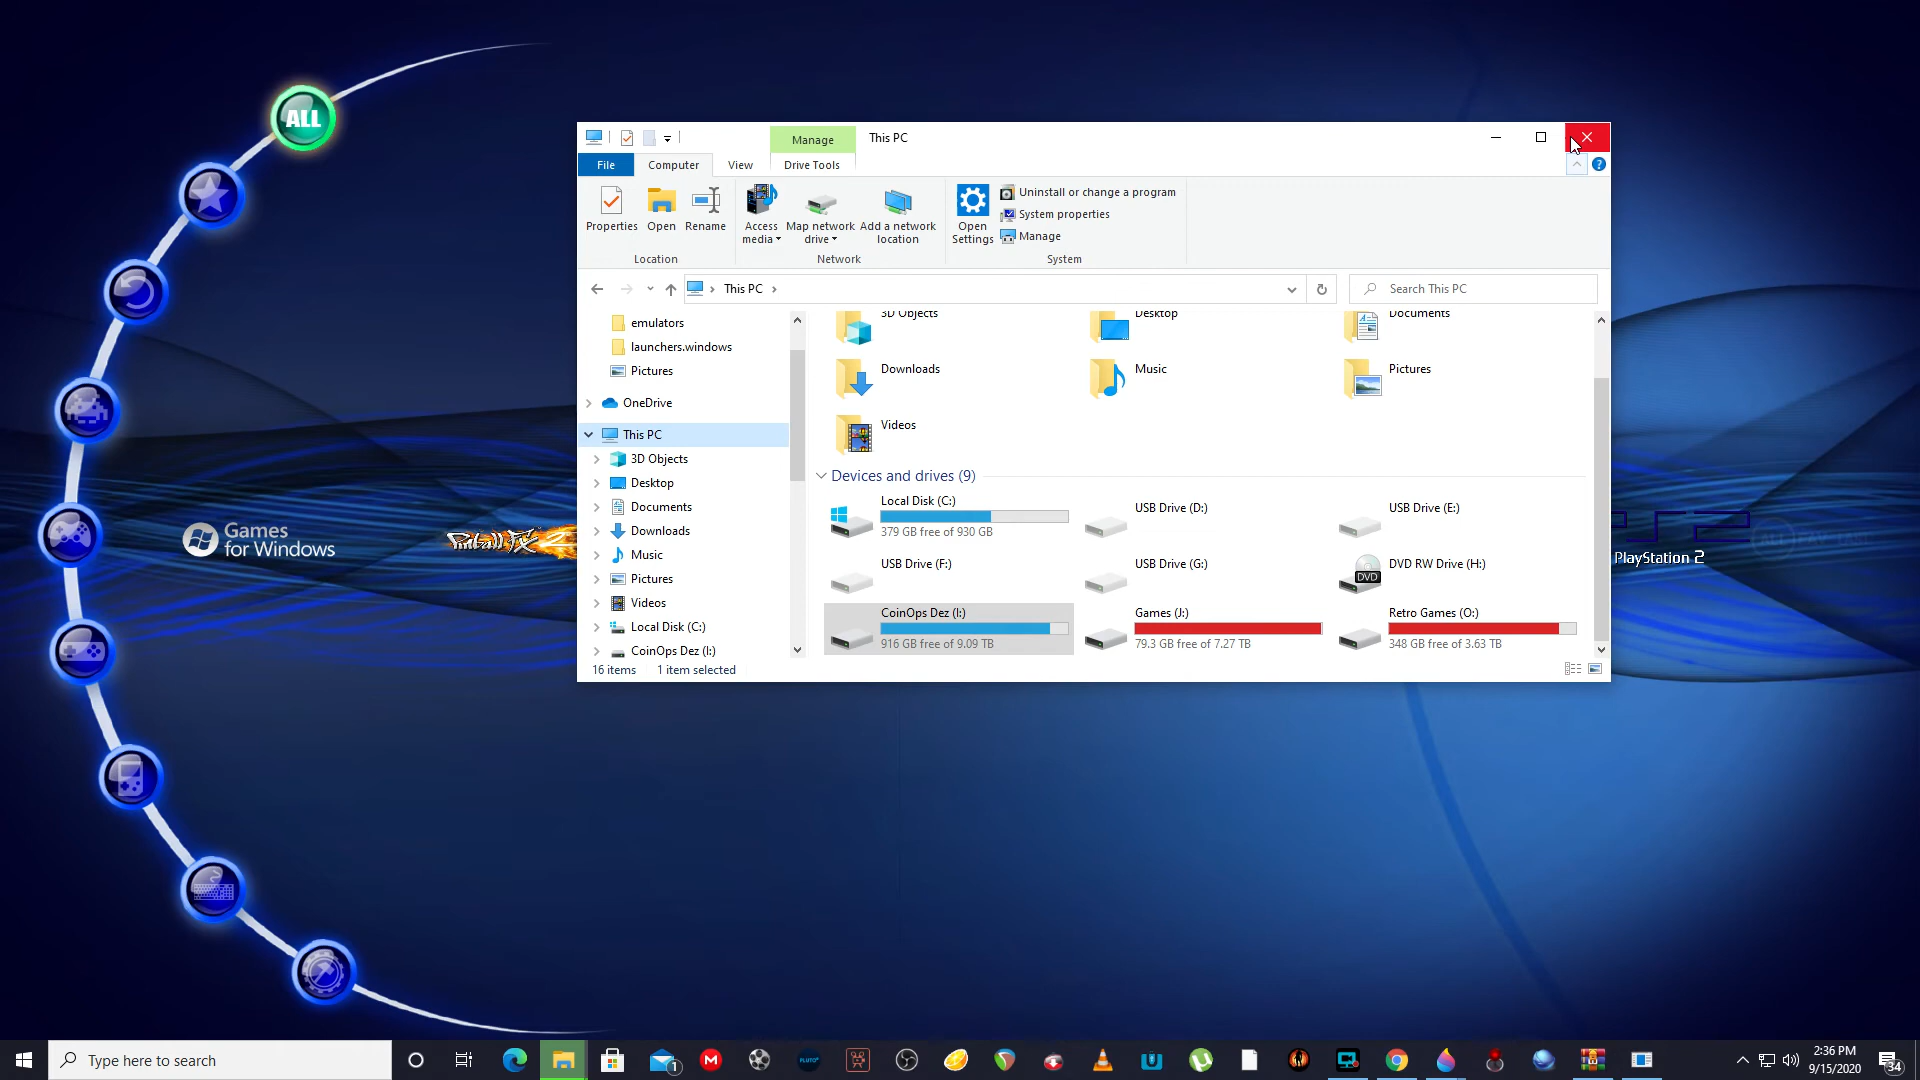 ALL
Manage
This PC
File
Computer
View
Drive Tools
Properties
Open
Rename
Access media
Map network drive
Add a network location
Open Settings
Uninstall or change a program
System properties
Manage
Location
Network
System
This PC
Search This PC
emulators
launchers.windows
Pictures
OneDrive
This PC
3D Objects
Desktop
Documents
Downloads
Music
Pictures
Videos
Local Disk (C:)
CoinOps Dez (I:)
3D Objects
Desktop
Documents
Downloads
Music
Pictures
Videos
Devices and drives (9)
Local Disk (C:)
379 GB free of 930 GB
USB Drive (D:)
USB Drive (E:)
USB Drive (F:)
USB Drive (G:)
DVD RW Drive (H:)
DVD
CoinOps Dez (I:)
916 GB free of 9.09 TB
Games (J:)
79.3 GB free of 7.27 TB
Retro Games (O:)
348 GB free of 3.63 TB
16 items
1 item selected
Games
for Windows
Pinball FX 2
PS2
PlayStation 2
Type here to search
1
M
2:36 PM
9/15/2020
34